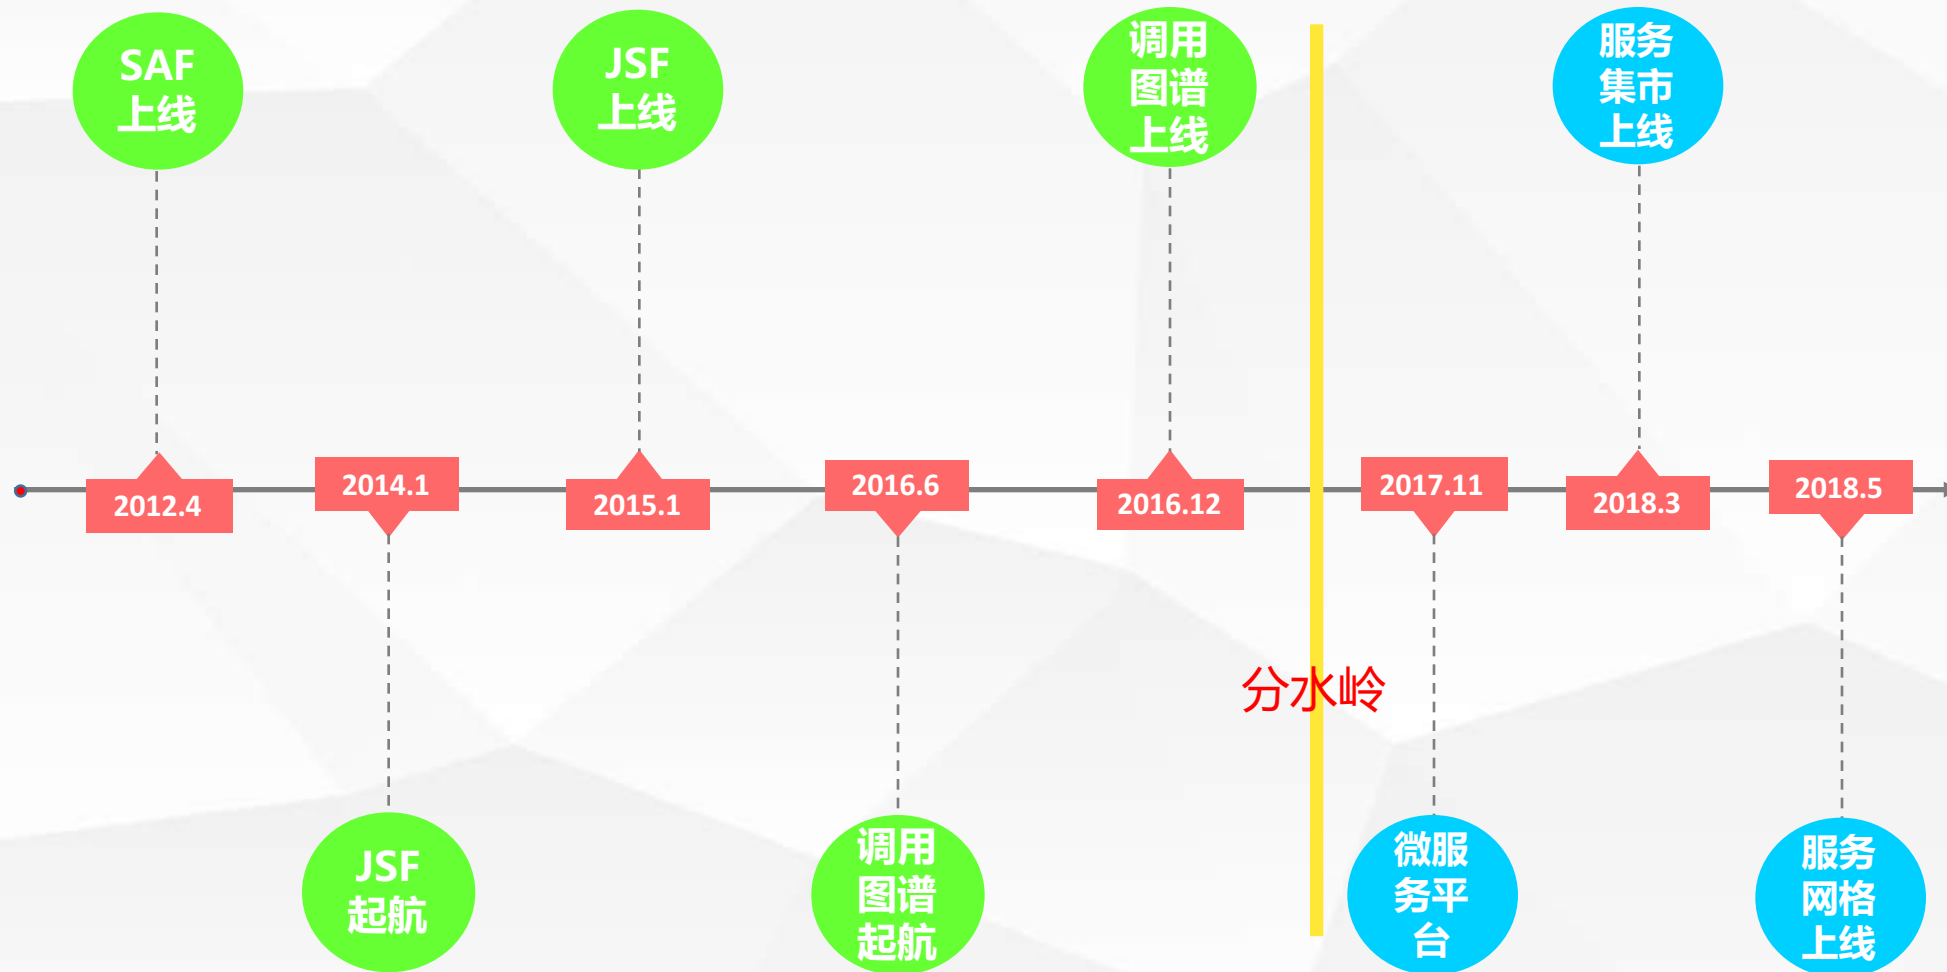 SAF
上线
JSF
上线
调用
图谱
上线
服务
集市
上线
2012.4
2014.1
2015.1
2016.6
2016.12
2017.11
2018.3
2018.5
分水岭
JSF
起航
调用
图谱
起航
微服
务平
台
服务
网格
上线